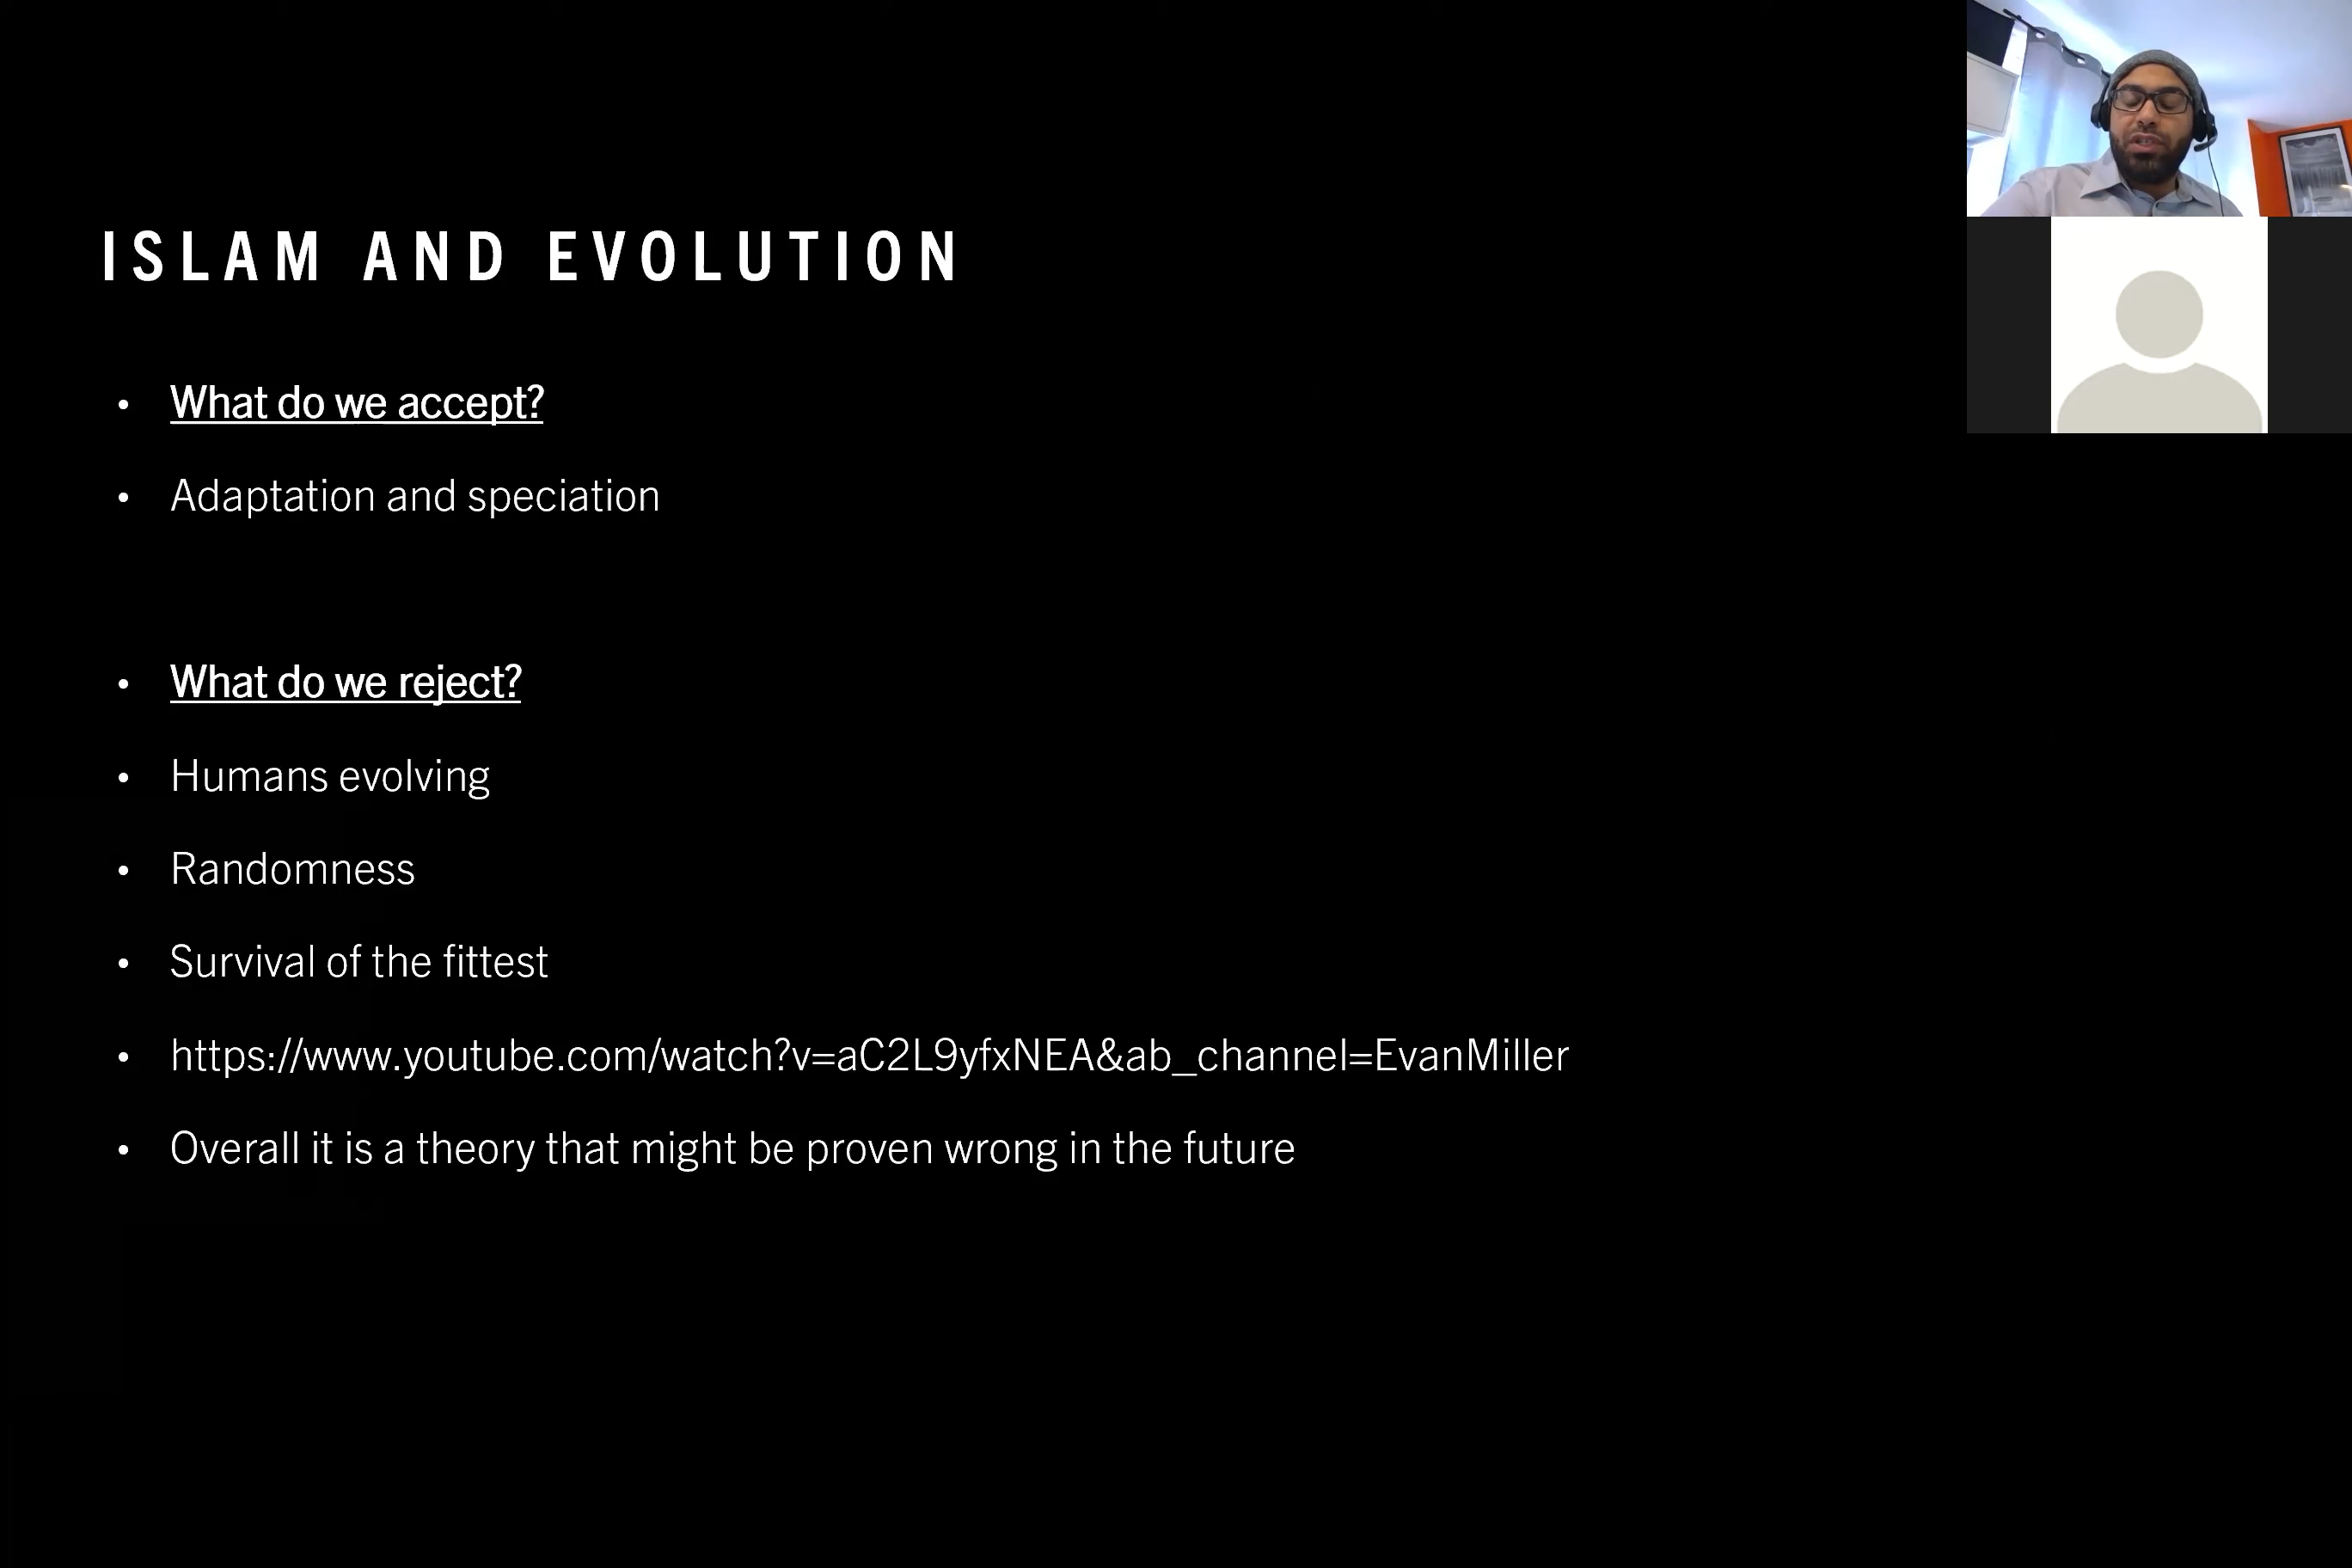 ISLAM AND EVOLUTION
• What do we accept?
• Adaptation and speciation
• What do we reject?
• Humans evolving
• Randomness
• Survival of the fittest
• https://www.youtube.com/watch?v=aC2L9yfxNEA&ab_channel=EvanMiller
• Overall it is a theory that might be proven wrong in the future